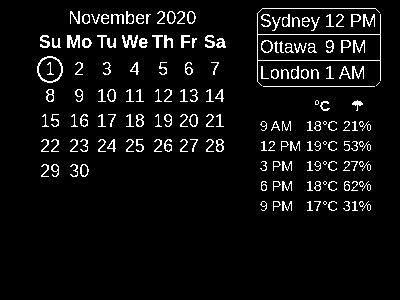 November 2020
Su Mo Tu We Th Fr Sa
1 2 3 4 5 6 7
8 9 10 11 12 13 14
15 16 17 18 19 20 21
22 23 24 25 26 27 28
29 30
Sydney 12 PM
Ottawa 9 PM
London 1 AM
°C
9 AM 18°C 21%
12 PM 19°C 53%
3 PM 19°C 27%
6 PM 18°C 62%
9 PM 17°C 31%